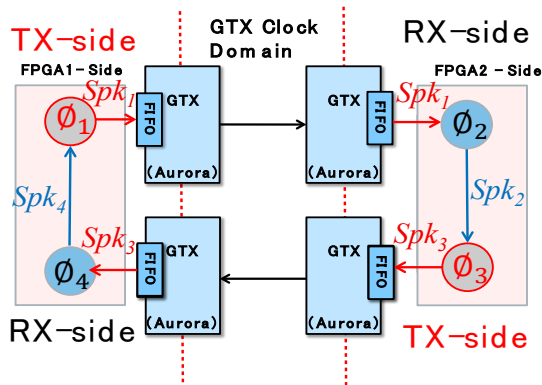 TX-side
GTX Clock
Domain
RX-side
FPGA1-Side
FPGA2-Side
Spk1
FIFO
GTX
(Aurora)
GTX
(Aurora)
FIFO
Spk1
Ø1
Ø2
Spk4
Spk2
Ø4
Spk3
FIFO
GTX
(Aurora)
GTX
(Aurora)
FIFO
Spk3
Ø3
RX-side
TX-side